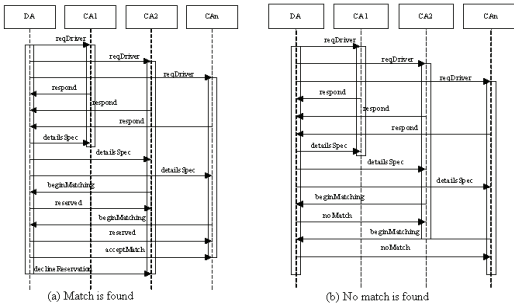 DA CA1 CA2 CAn
reqDriver
reqDriver
reqDriver
respond
respond
respond
detailsSpec
detailsSpec
detailsSpec
beginMatching
reserved
beginMatching
reserved
acceptMatch
declineReservation
(a) Match is found
DA CA1 CA2 CAn
reqDriver
reqDriver
reqDriver
respond
respond
respond
detailsSpec
detailsSpec
detailsSpec
beginMatching
noMatch
beginMatching
noMatch
(b) No match is found